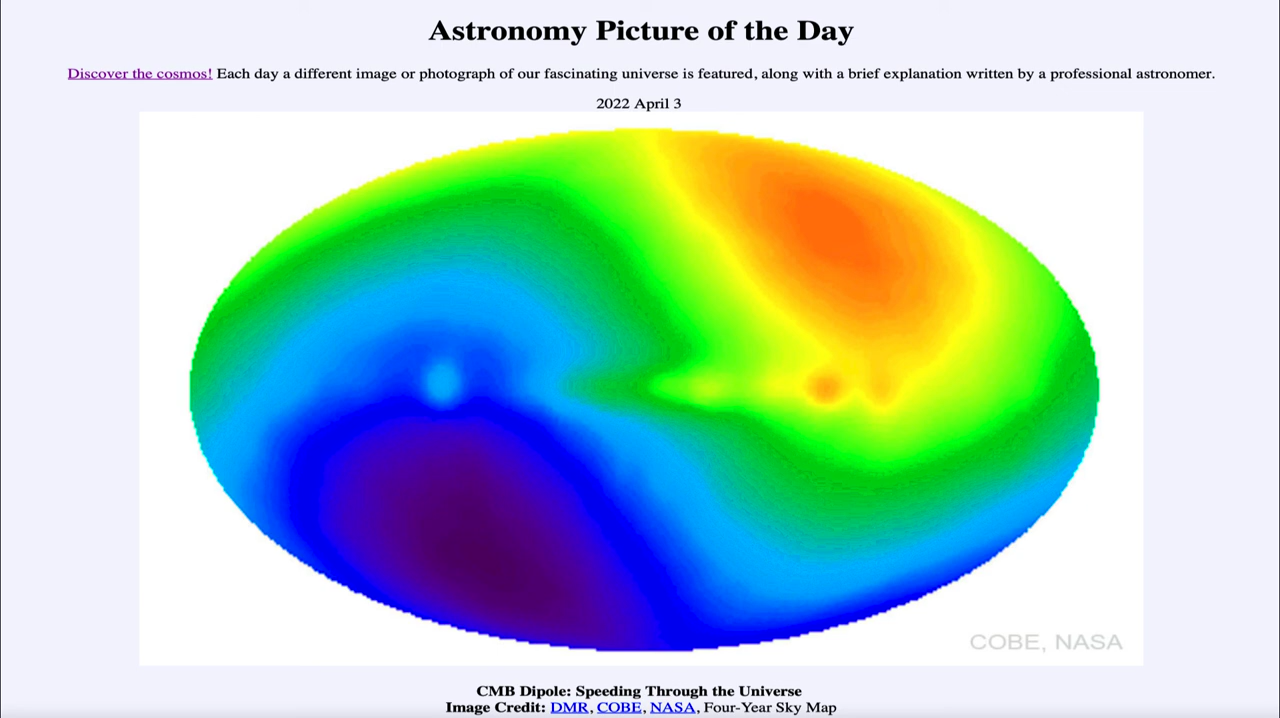 Astronomy Picture of the Day
Discover the cosmos! Each day a different image or photograph of our fascinating universe is featured, along with a brief explanation written by a professional astronomer.
2022 April 3
COBE, NASA
CMB Dipole: Speeding Through the Universe
Image Credit: DMR, COBE, NASA, Four-Year Sky Map